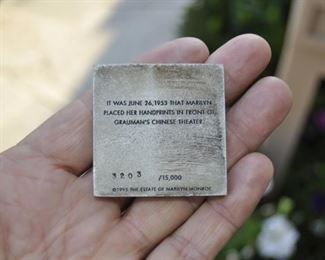 IT WAS JUNE 26, 1953 THAT MARILYN
PLACED HER HANDPRINTS IN FRONT OF
GRAUMAN'S CHINESE THEATER.
3203 /15,000
©1995 THE ESTATE OF MARILYN MONROE